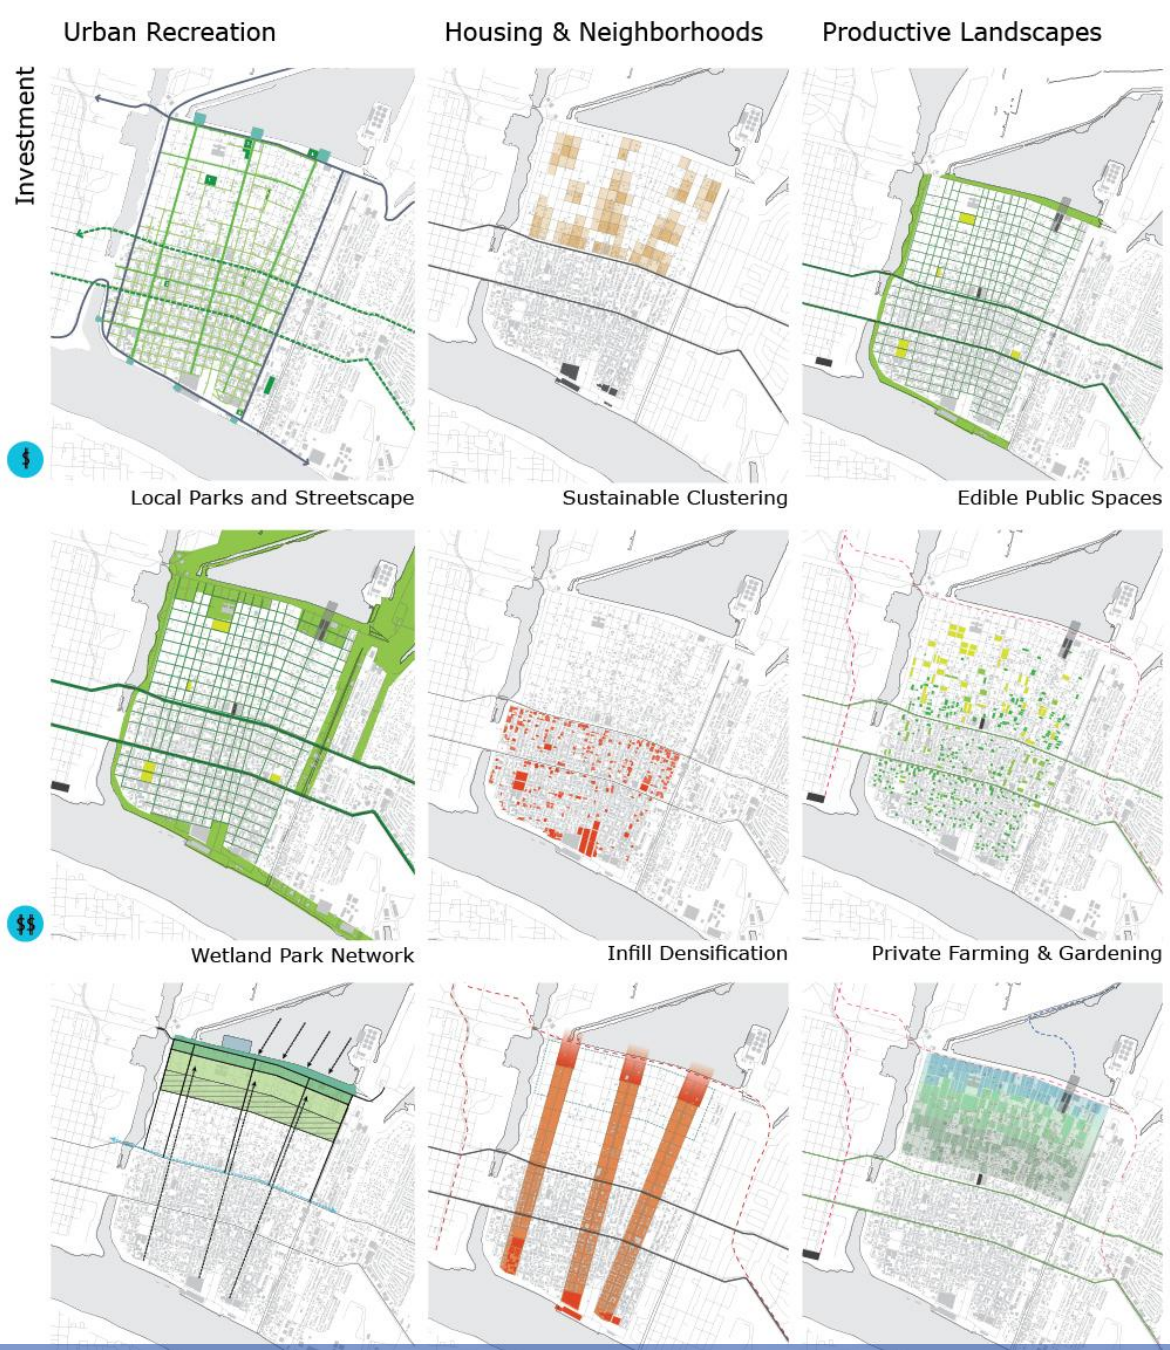 Urban Recreation
Housing & Neighborhoods
Productive Landscapes
Investment
$
Local Parks and Streetscape
Sustainable Clustering
Edible Public Spaces
$$
Wetland Park Network
Infill Densification
Private Farming & Gardening